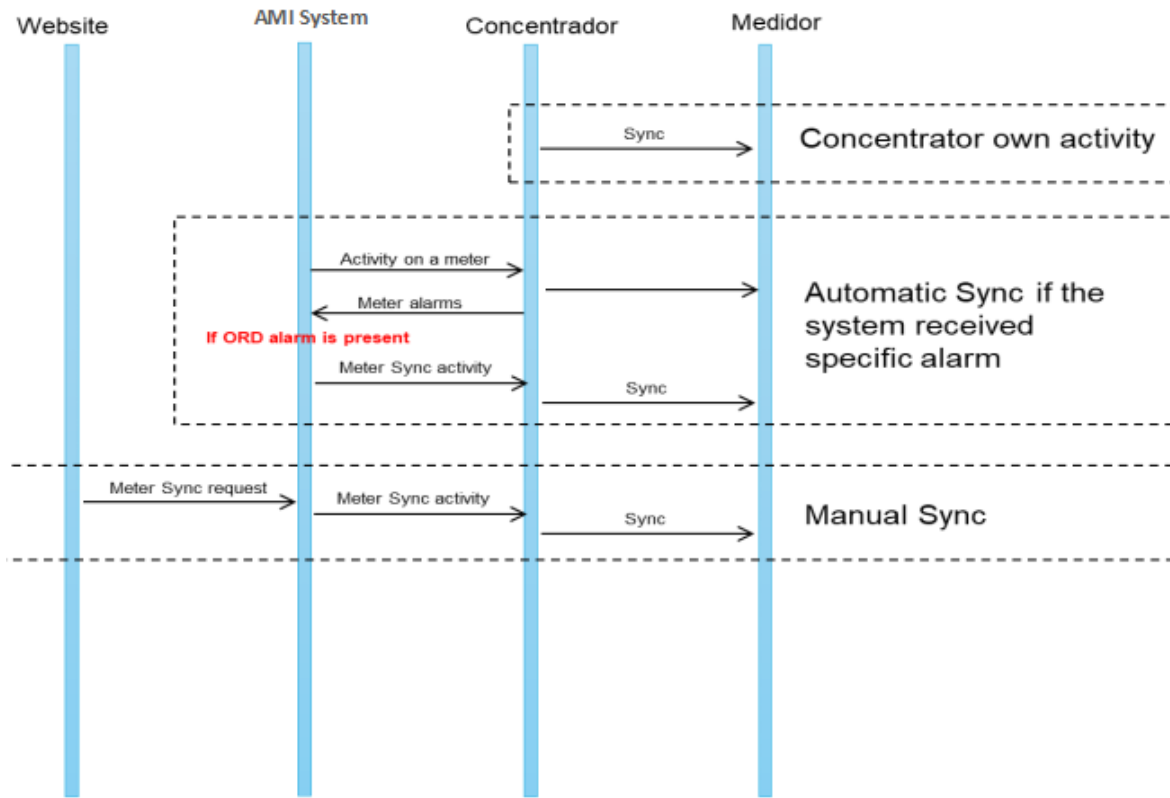 Website
AMI System
Concentrador
Medidor
Sync
Concentrator own activity
Activity on a meter
Meter alarms
If ORD alarm is present
Meter Sync activity
Sync
Automatic Sync if the
system received
specific alarm
Meter Sync request
Meter Sync activity
Sync
Manual Sync